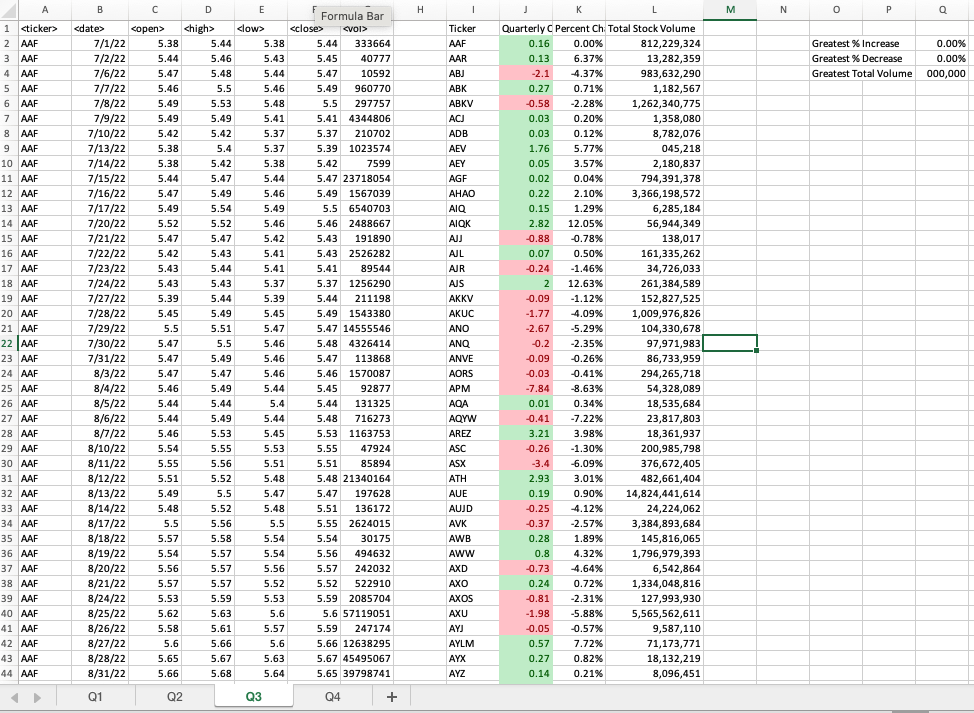 Formula Bar
A B C D E F G H I J K L M N O P Q
1 <ticker> <date> <open> <high> <low> <close> <vol> Ticker Quarterly C Percent Cha Total Stock Volume
2 AAF 7/1/22 5.38 5.44 5.38 5.44 333664 AAF 0.16 0.00% 812,229,324 Greatest % Increase 0.00%
3 AAF 7/2/22 5.44 5.46 5.43 5.45 40777 AAR 0.13 6.37% 13,282,359 Greatest % Decrease 0.00%
4 AAF 7/6/22 5.47 5.48 5.44 5.47 10592 ABJ -2.1 -4.37% 983,632,290 Greatest Total Volume 000,000
5 AAF 7/7/22 5.46 5.5 5.46 5.49 960770 ABK 0.27 0.71% 1,182,567
6 AAF 7/8/22 5.49 5.53 5.48 5.5 297757 ABKV -0.58 -2.28% 1,262,340,775
7 AAF 7/9/22 5.49 5.49 5.41 5.41 4344806 ACJ 0.03 0.20% 1,358,080
8 AAF 7/10/22 5.42 5.42 5.37 5.37 210702 ADB 0.03 0.12% 8,782,076
9 AAF 7/13/22 5.38 5.4 5.37 5.39 1023574 AEV 1.76 5.77% 045,218
10 AAF 7/14/22 5.38 5.42 5.38 5.42 7599 AEY 0.05 3.57% 2,180,837
11 AAF 7/15/22 5.44 5.47 5.44 5.47 23718054 AGF 0.02 0.04% 794,391,378
12 AAF 7/16/22 5.47 5.49 5.46 5.49 1567039 AHAO 0.22 2.10% 3,366,198,572
13 AAF 7/17/22 5.49 5.54 5.49 5.5 6540703 AIQ 0.15 1.29% 6,285,184
14 AAF 7/20/22 5.52 5.52 5.46 5.46 2488667 AIQK 2.82 12.05% 56,944,349
15 AAF 7/21/22 5.47 5.47 5.42 5.43 191890 AJJ -0.88 -0.78% 138,017
16 AAF 7/22/22 5.42 5.43 5.41 5.43 2526282 AJL 0.07 0.50% 161,335,262
17 AAF 7/23/22 5.43 5.44 5.41 5.41 89544 AJR -0.24 -1.46% 34,726,033
18 AAF 7/24/22 5.43 5.43 5.37 5.37 1256290 AJS 2 12.63% 261,384,589
19 AAF 7/27/22 5.39 5.44 5.39 5.44 211198 AKKV -0.09 -1.12% 152,827,525
20 AAF 7/28/22 5.45 5.49 5.45 5.49 1543380 AKUC -1.77 -4.09% 1,009,976,826
21 AAF 7/29/22 5.5 5.51 5.47 5.47 14555546 ANO -2.67 -5.29% 104,330,678
22 AAF 7/30/22 5.47 5.5 5.46 5.48 4326414 ANQ -0.2 -2.35% 97,971,983
23 AAF 7/31/22 5.47 5.49 5.46 5.47 113868 ANVE -0.09 -0.26% 86,733,959
24 AAF 8/3/22 5.47 5.47 5.46 5.46 1570087 AORS -0.03 -0.41% 294,265,718
25 AAF 8/4/22 5.46 5.49 5.44 5.45 92877 APM -7.84 -8.63% 54,328,089
26 AAF 8/5/22 5.44 5.44 5.4 5.44 131325 AQA 0.01 0.34% 18,535,684
27 AAF 8/6/22 5.44 5.49 5.44 5.48 716273 AQYW -0.41 -7.22% 23,817,803
28 AAF 8/7/22 5.46 5.53 5.45 5.53 1163753 AREZ 3.21 3.98% 18,361,937
29 AAF 8/10/22 5.54 5.55 5.53 5.55 47924 ASC -0.26 -1.30% 200,985,798
30 AAF 8/11/22 5.55 5.56 5.51 5.51 85894 ASX -3.4 -6.09% 376,672,405
31 AAF 8/12/22 5.51 5.52 5.48 5.48 21340164 ATH 2.93 3.01% 482,661,404
32 AAF 8/13/22 5.49 5.5 5.47 5.47 197628 AUE 0.19 0.90% 14,824,441,614
33 AAF 8/14/22 5.48 5.52 5.48 5.51 136172 AUJD -0.25 -4.12% 24,224,062
34 AAF 8/17/22 5.5 5.56 5.5 5.55 2624015 AVK -0.37 -2.57% 3,384,893,684
35 AAF 8/18/22 5.57 5.58 5.54 5.54 30175 AWB 0.28 1.89% 145,816,065
36 AAF 8/19/22 5.54 5.57 5.54 5.56 494632 AWW 0.8 4.32% 1,796,979,393
37 AAF 8/20/22 5.56 5.57 5.56 5.57 242032 AXD -0.73 -4.64% 6,542,864
38 AAF 8/21/22 5.57 5.57 5.52 5.52 522910 AXO 0.24 0.72% 1,334,048,816
39 AAF 8/24/22 5.53 5.59 5.53 5.59 2085704 AXOS -0.81 -2.31% 127,993,930
40 AAF 8/25/22 5.62 5.63 5.6 5.6 57119051 AXU -1.98 -5.88% 5,565,562,611
41 AAF 8/26/22 5.58 5.61 5.57 5.59 247174 AYJ -0.05 -0.57% 9,587,110
42 AAF 8/27/22 5.6 5.66 5.6 5.66 12638295 AYLM 0.57 7.72% 71,173,771
43 AAF 8/28/22 5.65 5.67 5.63 5.67 45495067 AYX 0.27 0.82% 18,132,219
44 AAF 8/31/22 5.66 5.68 5.64 5.65 39798741 AYZ 0.14 0.21% 8,096,451
Q1 Q2 Q3 Q4 +